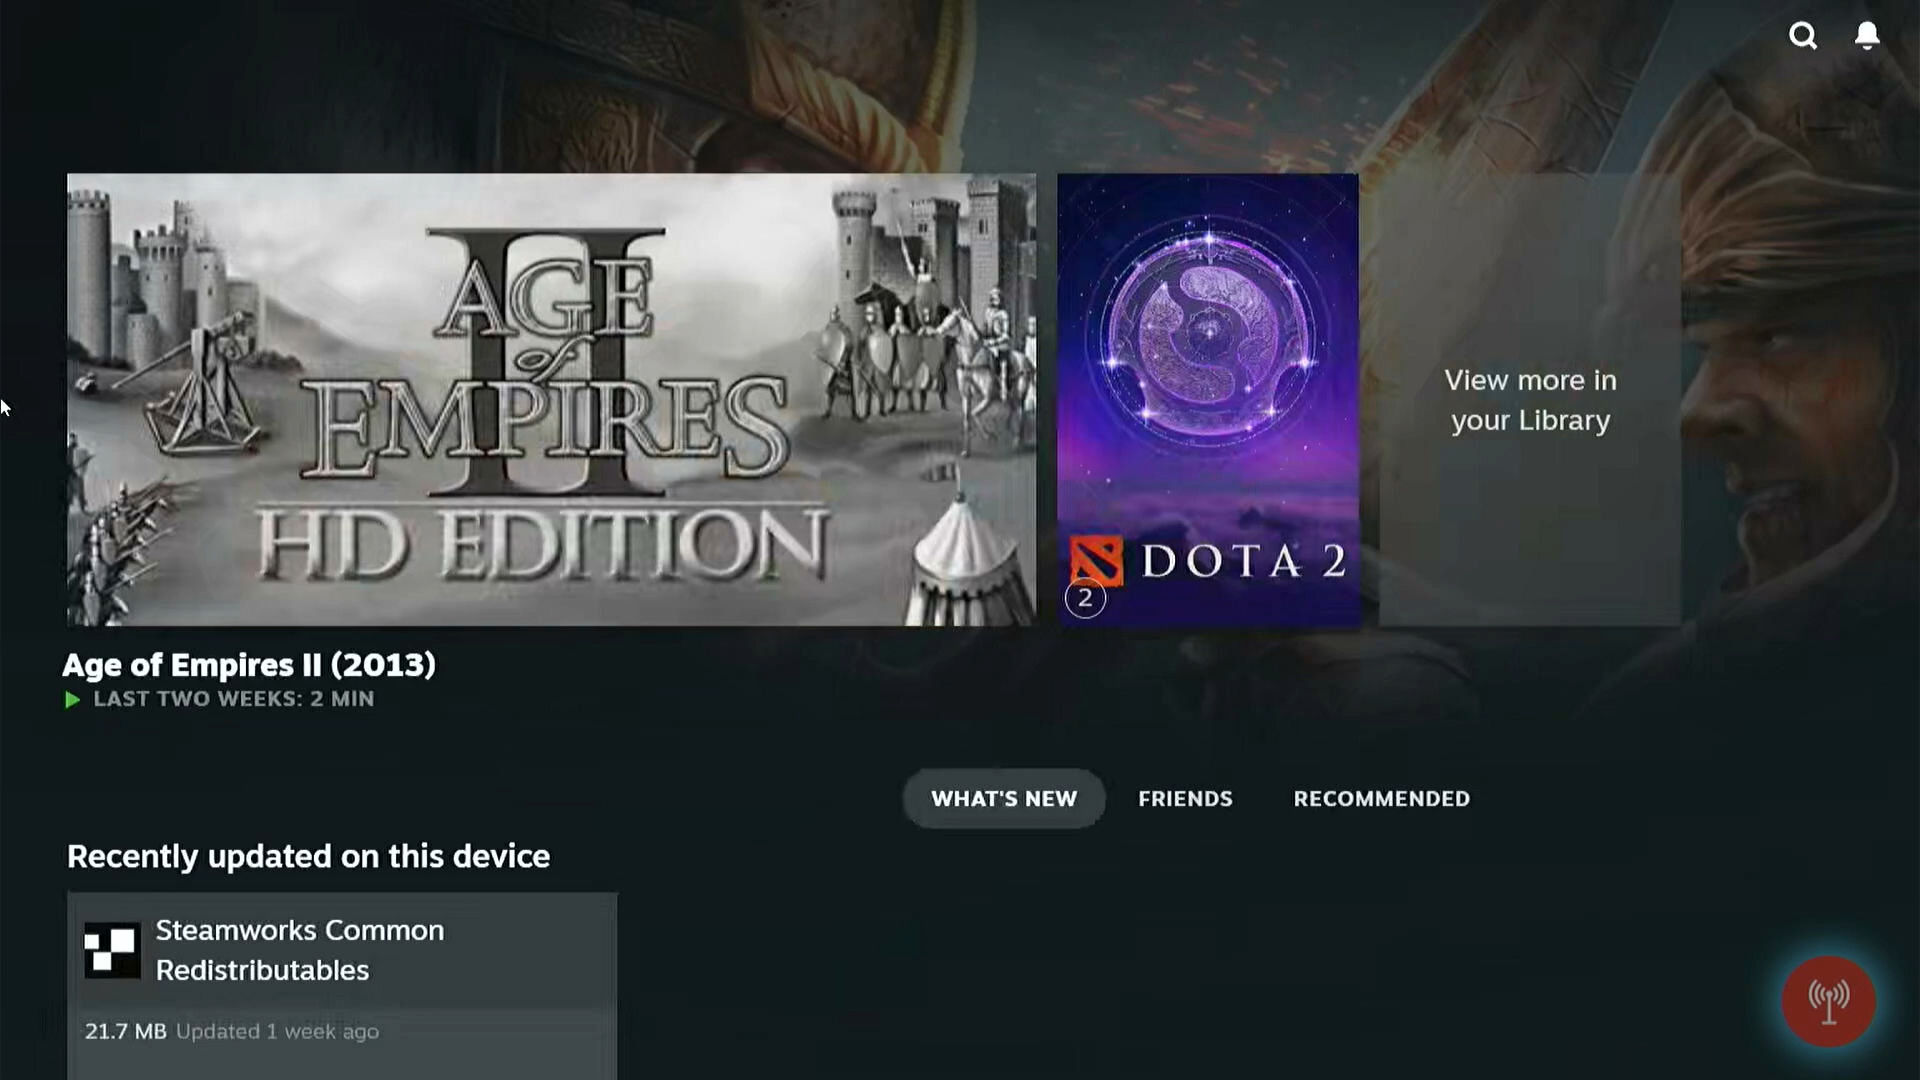 AGE
of
EMPIRES
II
HD EDITION
DOTA 2
2
View more in
your Library
Age of Empires II (2013)
LAST TWO WEEKS: 2 MIN
WHAT'S NEW
FRIENDS
RECOMMENDED
Recently updated on this device
Steamworks Common
Redistributables
21.7 MB Updated 1 week ago